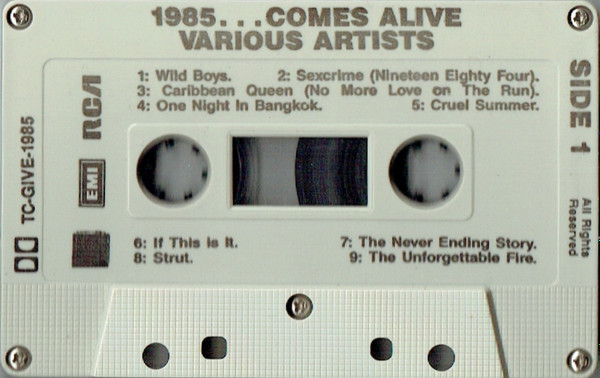 1985...COMES ALIVE
VARIOUS ARTISTS
1: Wild Boys. 2: Sexcrime (Nineteen Eighty Four).
3: Caribbean Queen (No More Love on The Run).
4: One Night In Bangkok. 5: Cruel Summer.
SIDE 1
RCA
EMI
TC-GIVE-1985
6: If This is It. 7: The Never Ending Story.
8: Strut. 9: The Unforgettable Fire.
All Rights
Reserved